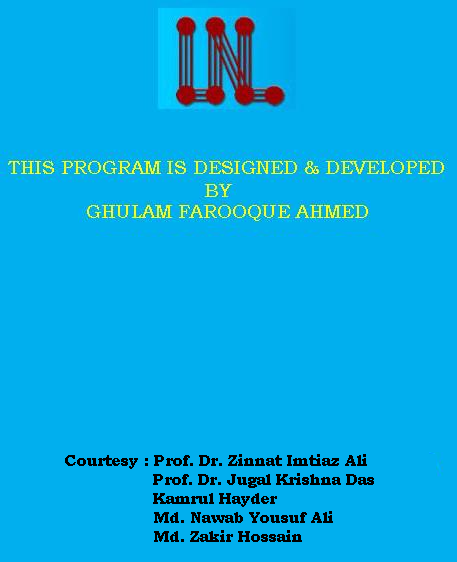 INL
THIS PROGRAM IS DESIGNED & DEVELOPED
BY
GHULAM FAROOQUE AHMED
Courtesy : Prof. Dr. Zinnat Imtiaz Ali
Prof. Dr. Jugal Krishna Das
Kamrul Hayder
Md. Nawab Yousuf Ali
Md. Zakir Hossain